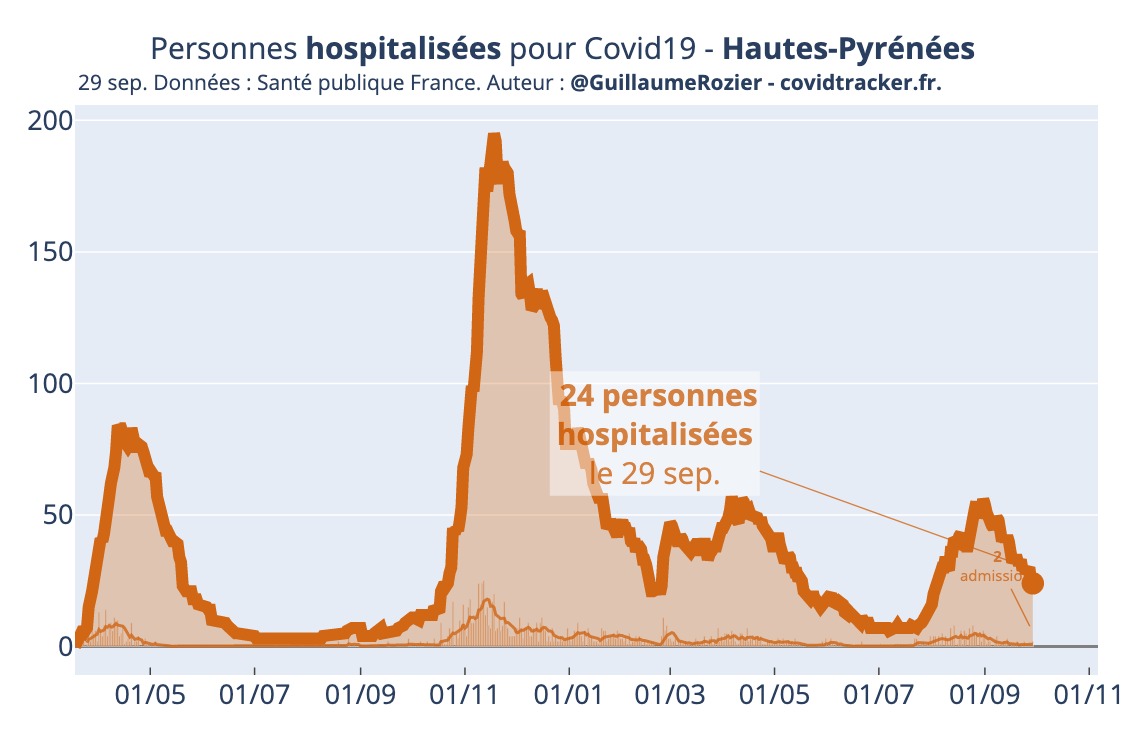 Personnes hospitalisées pour Covid19 - Hautes-Pyrénées
29 sep. Données : Santé publique France. Auteur : @GuillaumeRozier - covidtracker.fr.
200
150
100
50
0
24 personnes
hospitalisées
le 29 sep.
2
admissio
01/05 01/07 01/09 01/11 01/01 01/03 01/05 01/07 01/09 01/11